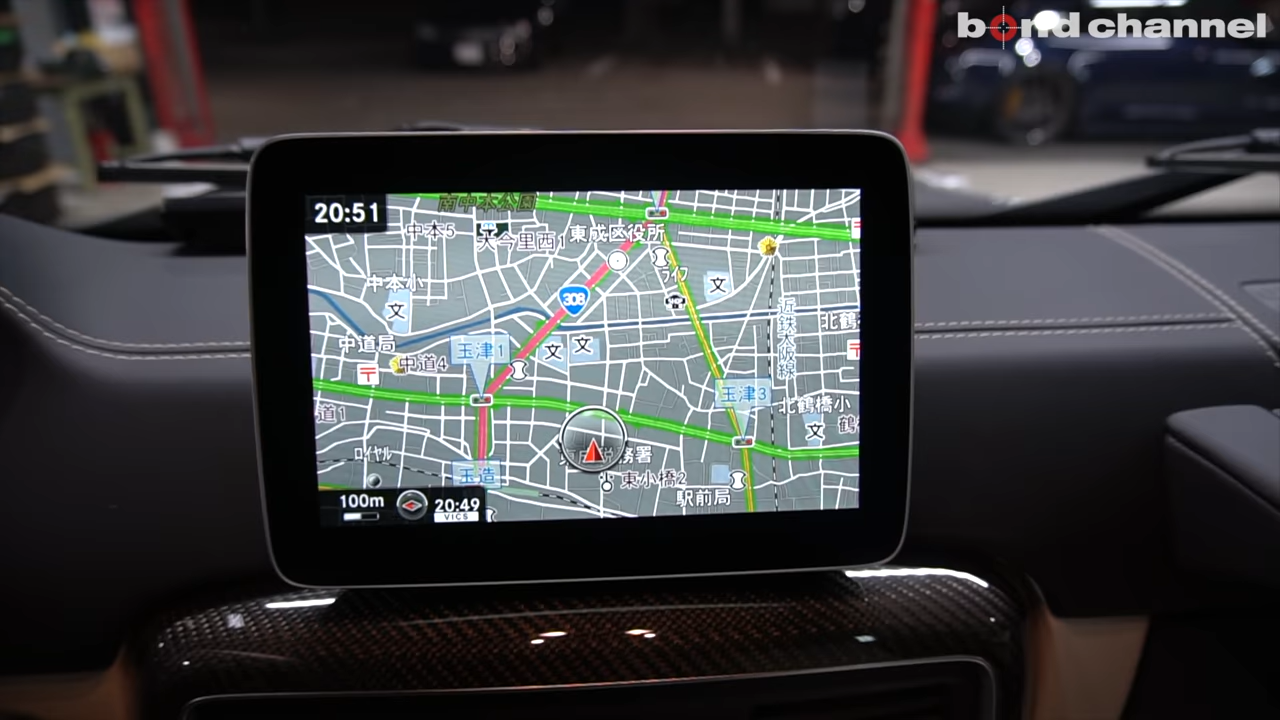 bond channel
20:51
南中本公園
中本5
大今里西1
東成区役所
ライフ
中本小
文
文
308
近鉄大阪線
北鶴
中道局
玉津1
文
文
〒
中道4
〒
玉津3
北鶴橋小
道1
文
鶴
ロイヤル
務署
玉造
東小橋2
駅前局
100m
20:49
VICS